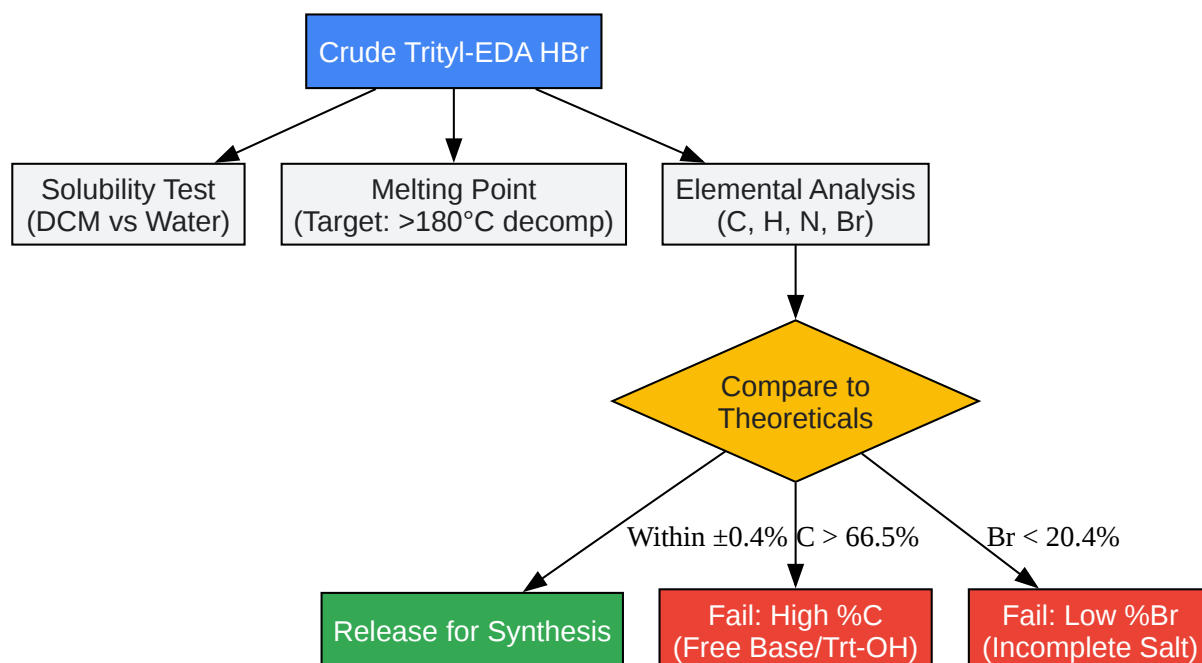 Crude Trityl-EDA HBr
Solubility Test
(DCM vs Water)
Melting Point
(Target: >180°C decomp)
Elemental Analysis
(C, H, N, Br)
Compare to
Theoreticals
Within ±0.4%
C > 66.5%
Br < 20.4%
Release for Synthesis
Fail: High %C
(Free Base/Trt-OH)
Fail: Low %Br
(Incomplete Salt)